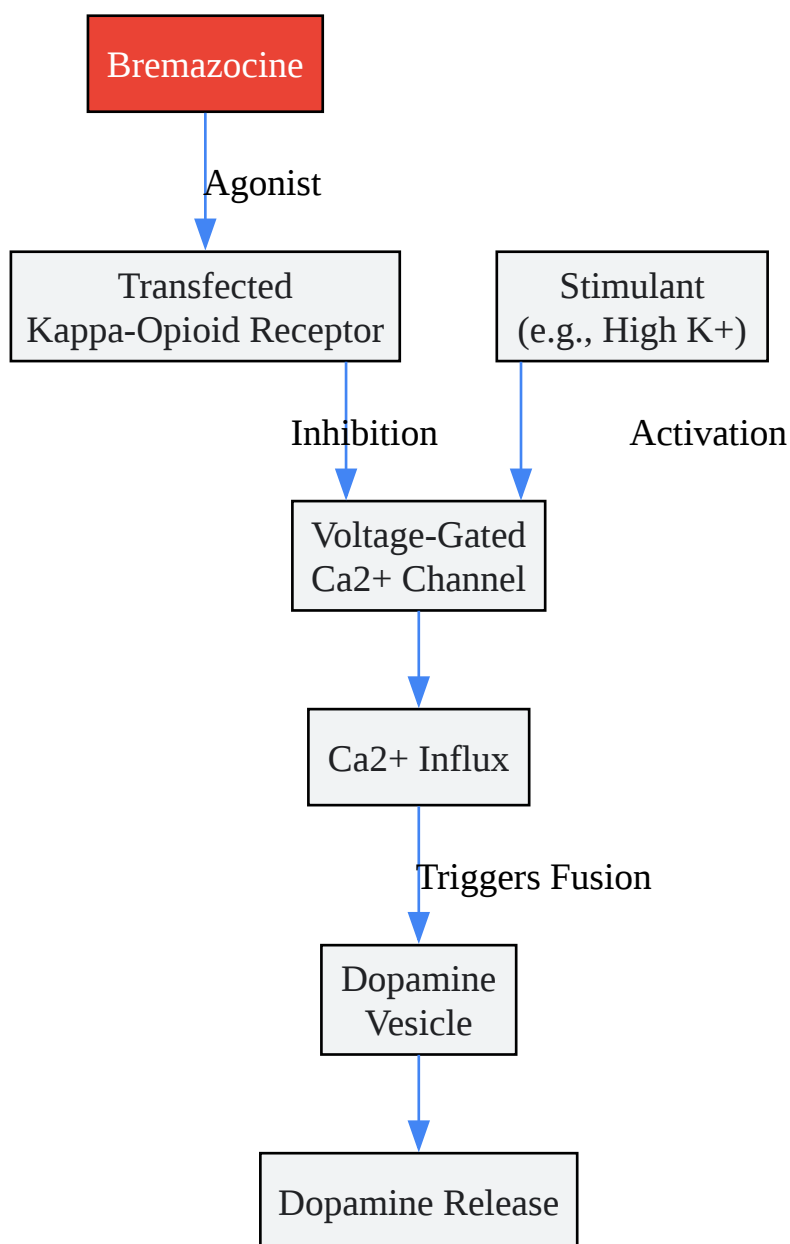 Bremazocine
Agonist
Transfected
Kappa-Opioid Receptor
Stimulant
(e.g., High K+)
Inhibition
Activation
Voltage-Gated
Ca2+ Channel
Ca2+ Influx
Triggers Fusion
Dopamine
Vesicle
Dopamine Release